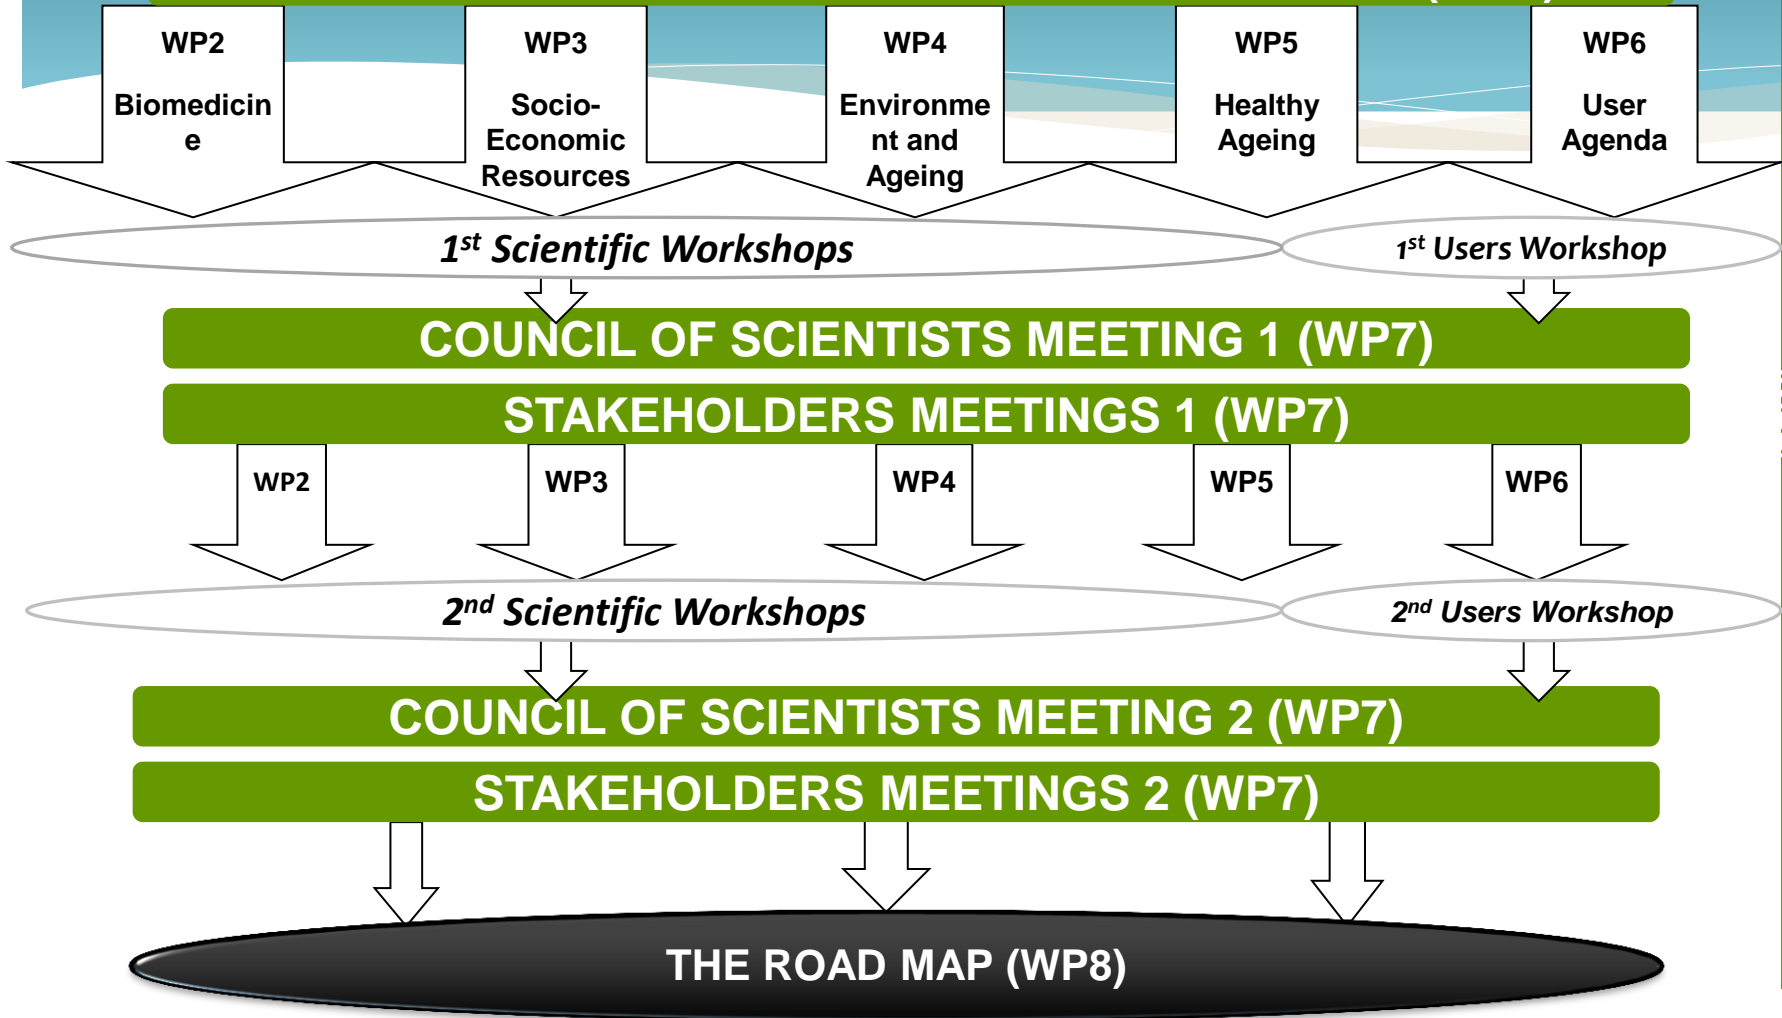 WP2 WP3 WP4 WP5 WP6
Biomedicin
e
Socio-
Economic
Resources
Environme
nt and
Ageing
Healthy
Ageing
User
Agenda
1st Scientific Workshops
1st Users Workshop
COUNCIL OF SCIENTISTS MEETING 1 (WP7)
STAKEHOLDERS MEETINGS 1 (WP7)
WP2 WP3 WP4 WP5 WP6
2nd Scientific Workshops
2nd Users Workshop
COUNCIL OF SCIENTISTS MEETING 2 (WP7)
STAKEHOLDERS MEETINGS 2 (WP7)
THE ROAD MAP (WP8)